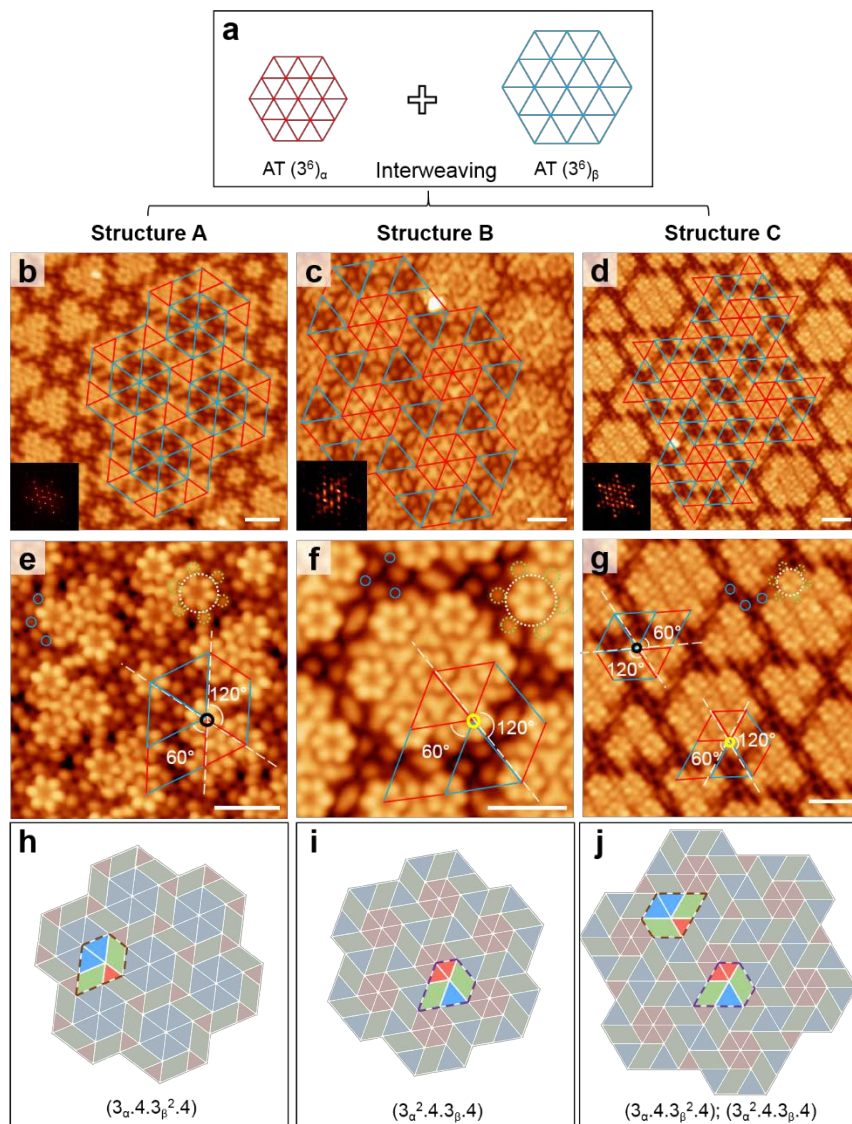 a
AT (3⁶)α Interweaving AT (3⁶)β
Structure A Structure B Structure C
b c d
e f g
120° 60°
60° 120°
60° 120°
60° 120°
h i j
(3α.4.3β².4) (3α².4.3β.4) (3α.4.3β².4); (3α².4.3β.4)